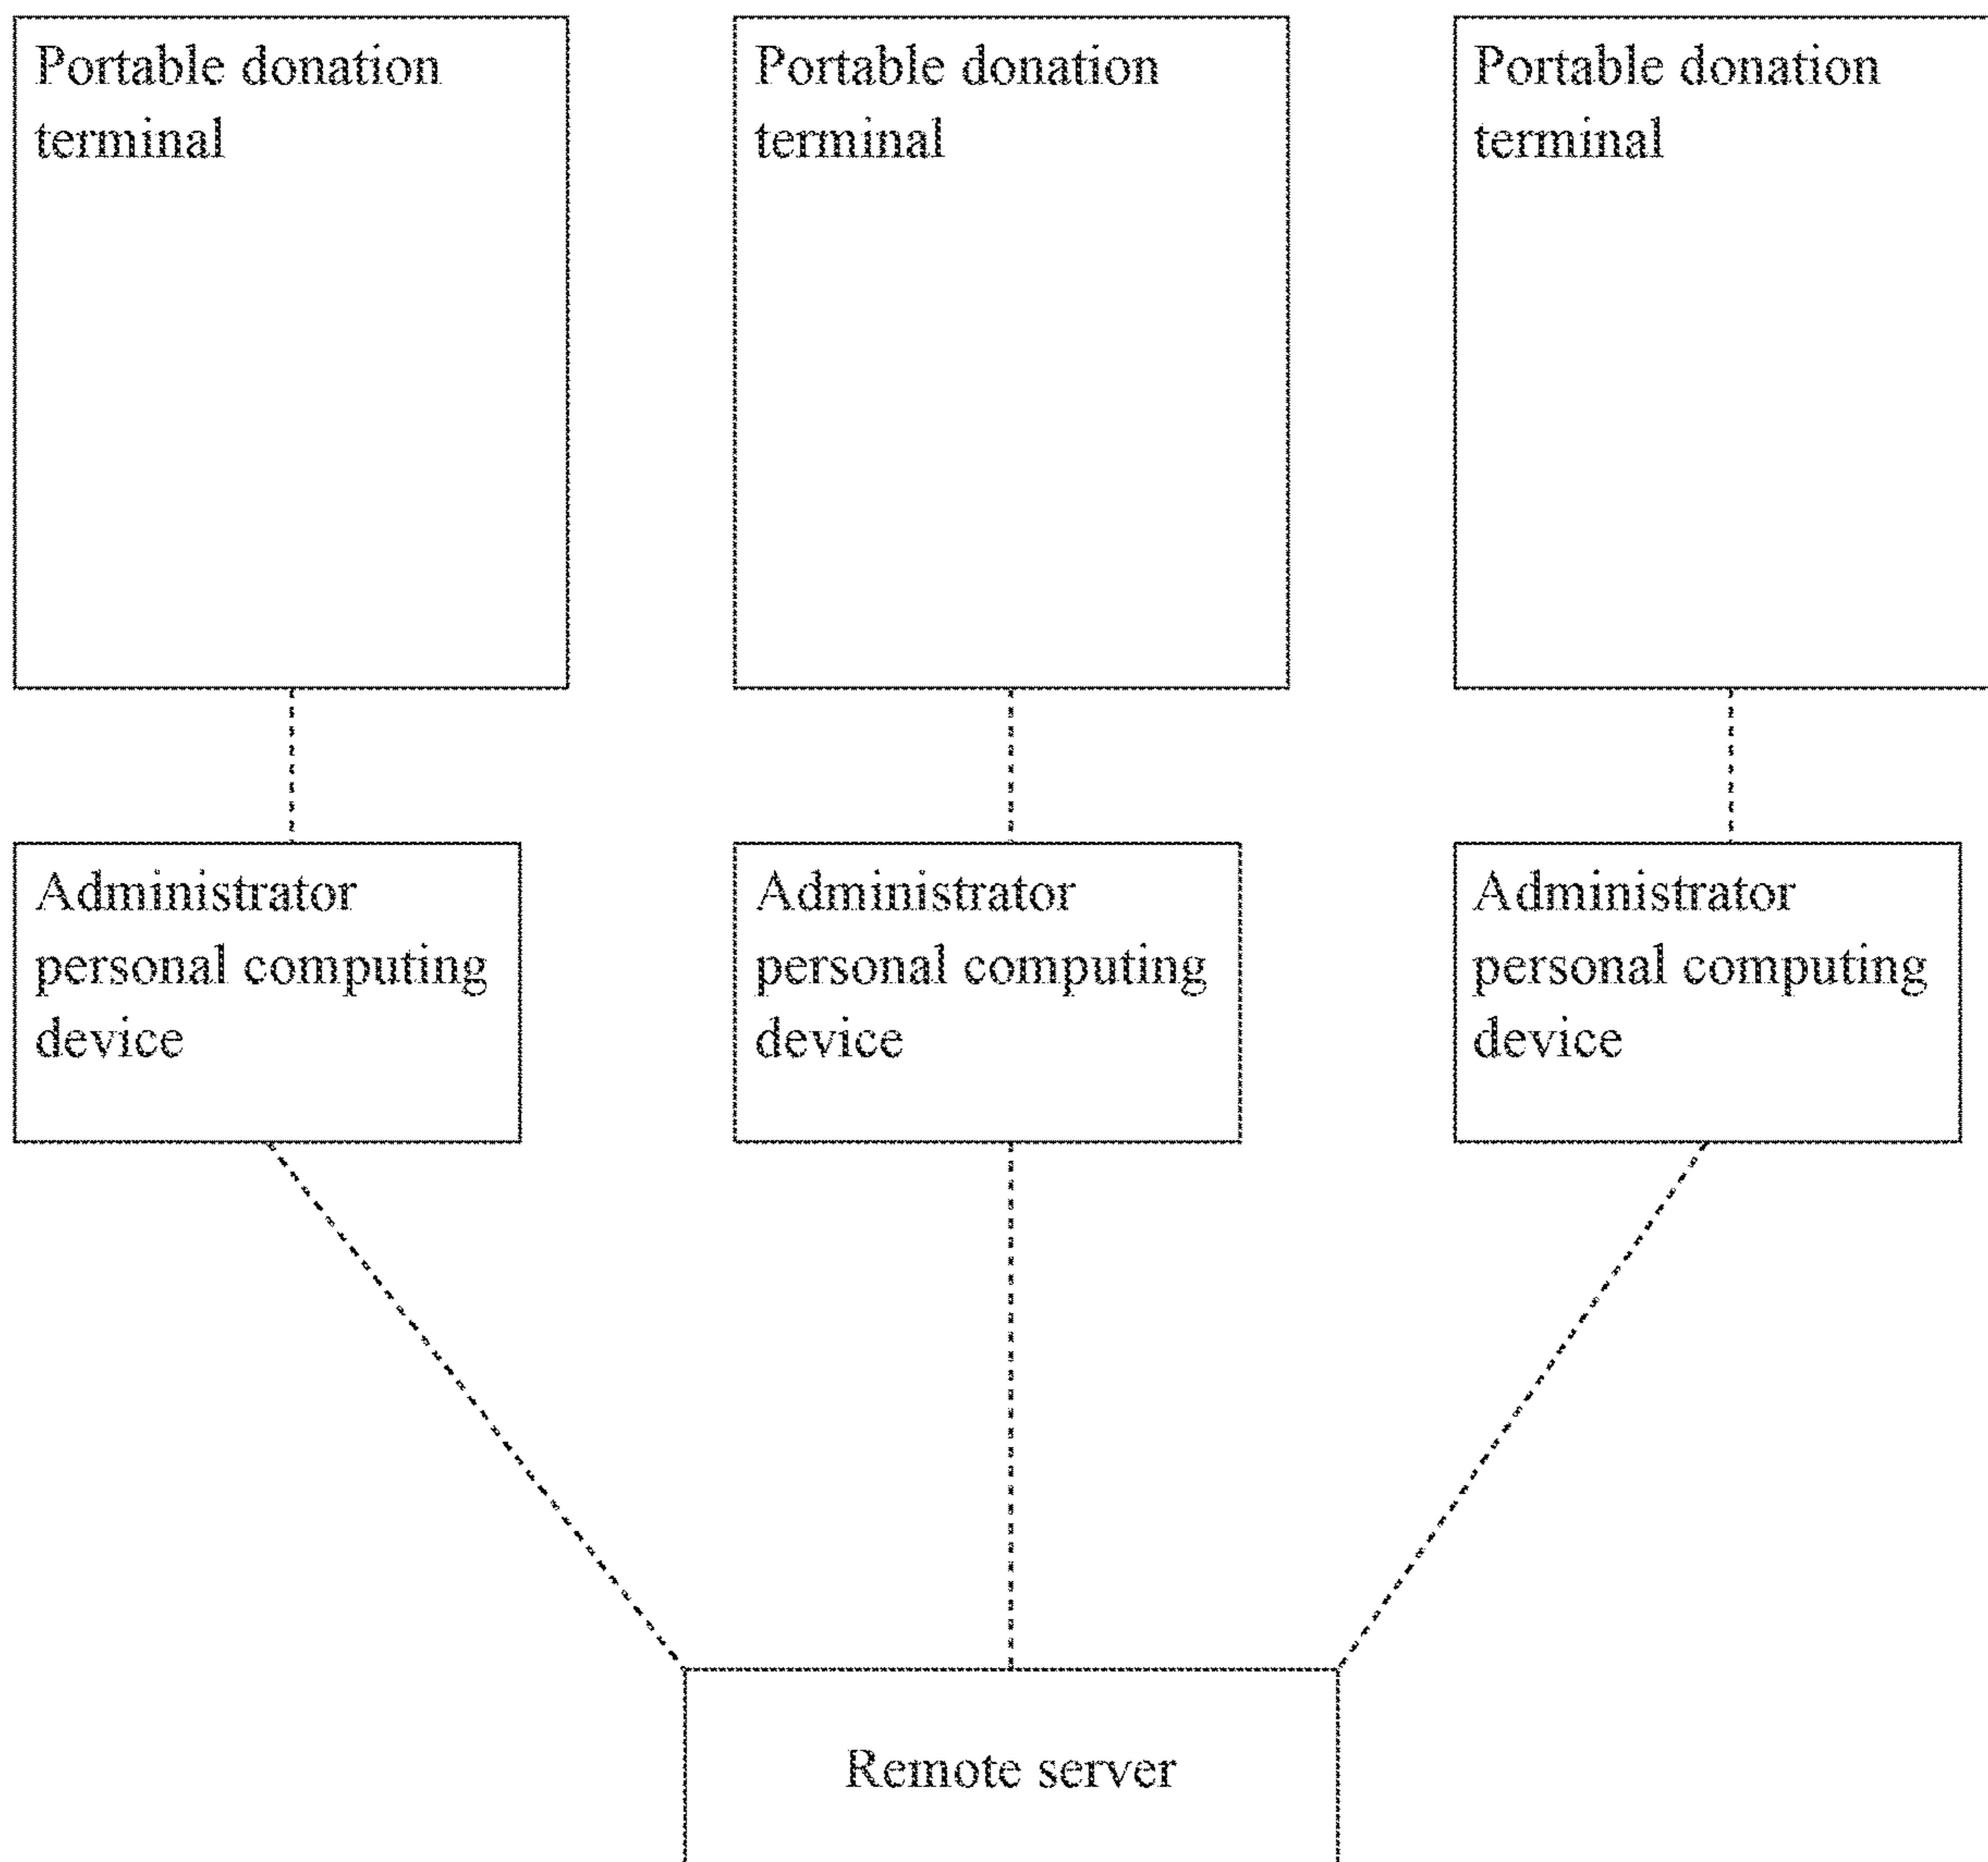 Portable donation
terminal
Portable donation
terminal
Portable donation
terminal
Administrator
personal computing
device
Administrator
personal computing
device
Administrator
personal computing
device
Remote server